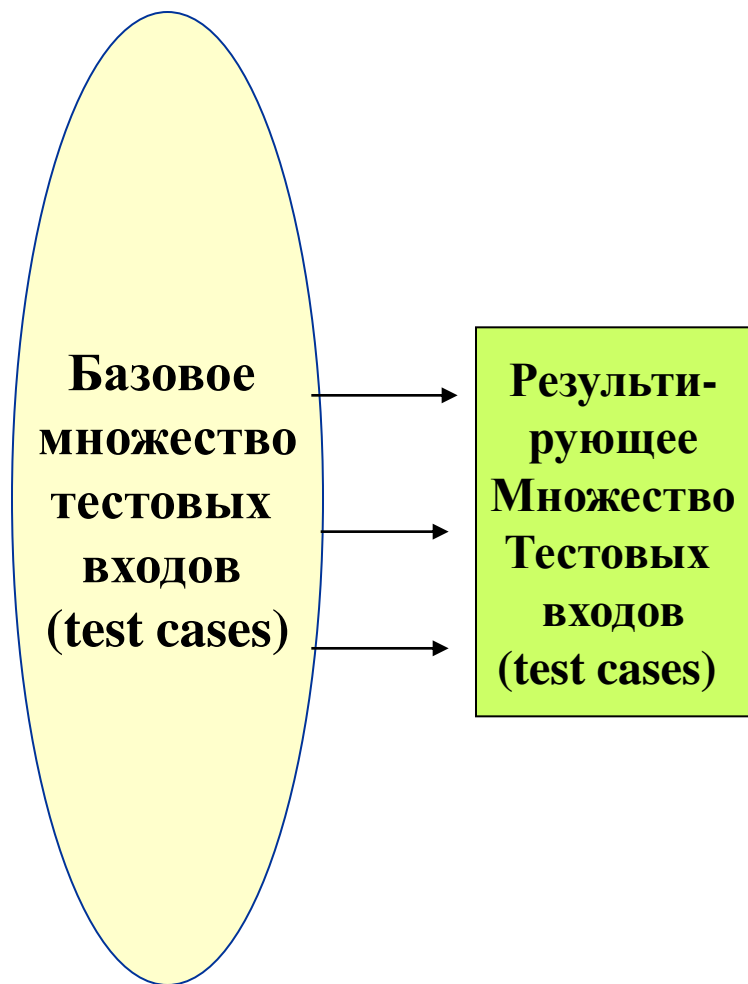 Базовое
множество
тестовых
входов
(test cases)
Результи-
рующее
Множество
Тестовых
входов
(test cases)